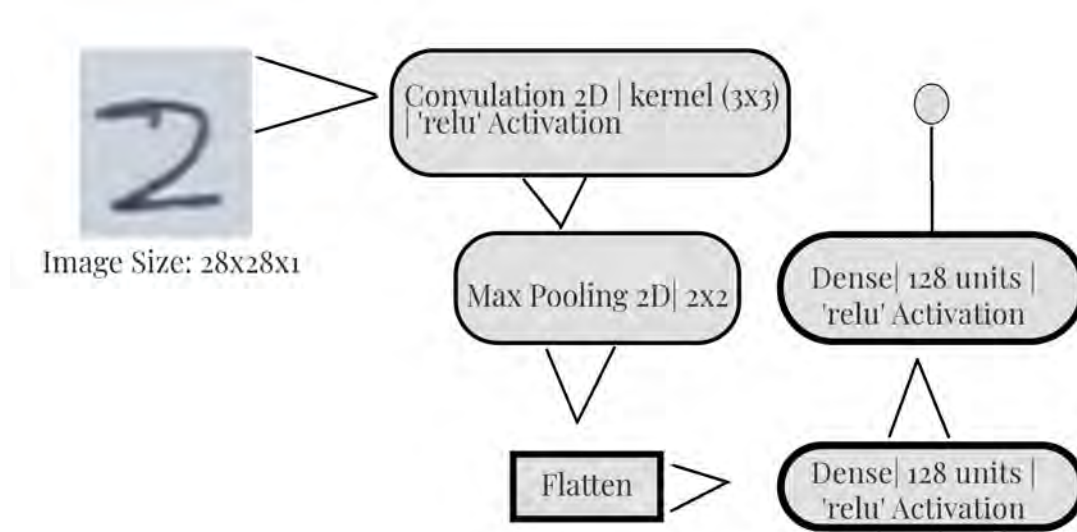 2
Image Size: 28x28x1
Convulation 2D | kernel (3x3)
| 'relu' Activation
Max Pooling 2D| 2x2
Flatten
Dense| 128 units |
'relu' Activation
Dense| 128 units |
'relu' Activation